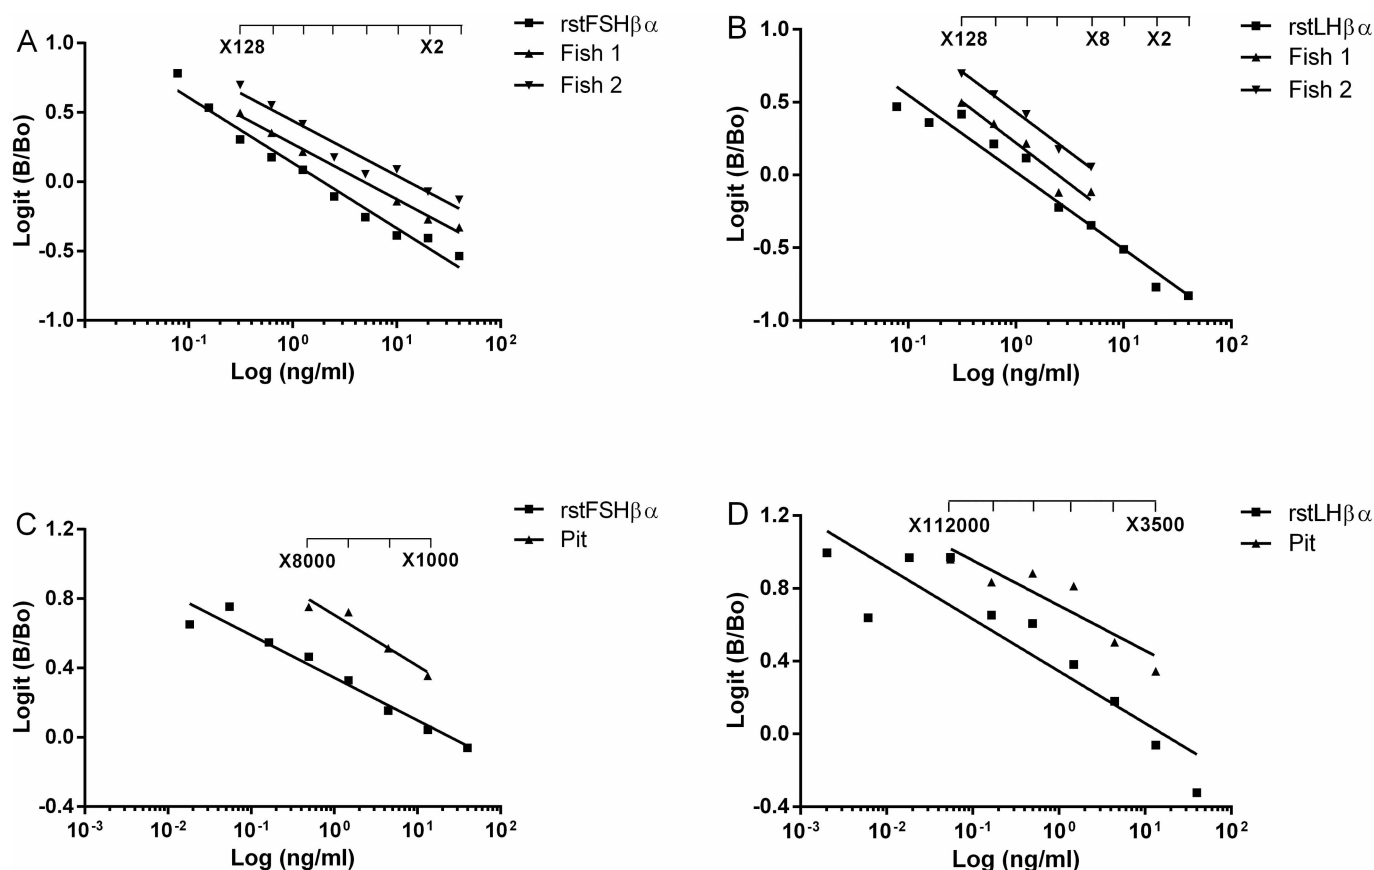 A
X128
X2
rstFSHβα
Fish 1
Fish 2
Logit (B/Bo)
1.0
0.5
0.0
-0.5
-1.0
10-1
100
101
102
Log (ng/ml)
B
X128
X8
X2
rstLHβα
Fish 1
Fish 2
Logit (B/Bo)
1.0
0.5
0.0
-0.5
-1.0
10-1
100
101
102
Log (ng/ml)
C
X8000
X1000
rstFSHβα
Pit
Logit (B/Bo)
1.2
0.8
0.4
0.0
-0.4
10-3
10-2
10-1
100
101
102
Log (ng/ml)
D
X112000
X3500
rstLHβα
Pit
Logit (B/Bo)
1.2
0.8
0.4
0.0
-0.4
10-3
10-2
10-1
100
101
102
Log (ng/ml)